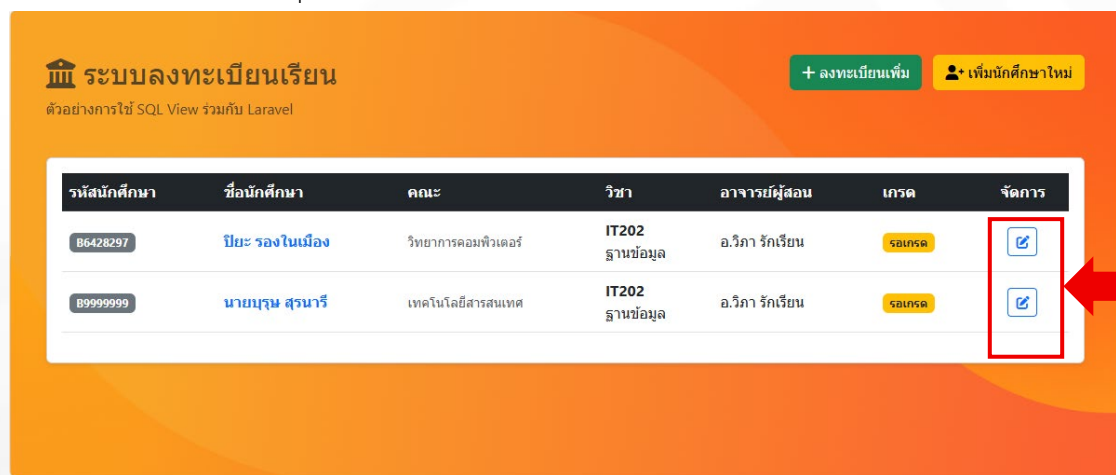 ระบบลงทะเบียนเรียน
ตัวอย่างการใช้ SQL View ร่วมกับ Laravel
+ ลงทะเบียนเพิ่ม
เพิ่มนักศึกษาใหม่
รหัสนักศึกษา ชื่อนักศึกษา คณะ วิชา อาจารย์ผู้สอน เกรด จัดการ
B6428297 ปิยะ รองในเมือง วิทยาการคอมพิวเตอร์ IT202 อ.วิภา รักเรียน รอเกรด
ฐานข้อมูล
B9999999 นายบุรุษ สุรนารี เทคโนโลยีสารสนเทศ IT202 อ.วิภา รักเรียน รอเกรด
ฐานข้อมูล